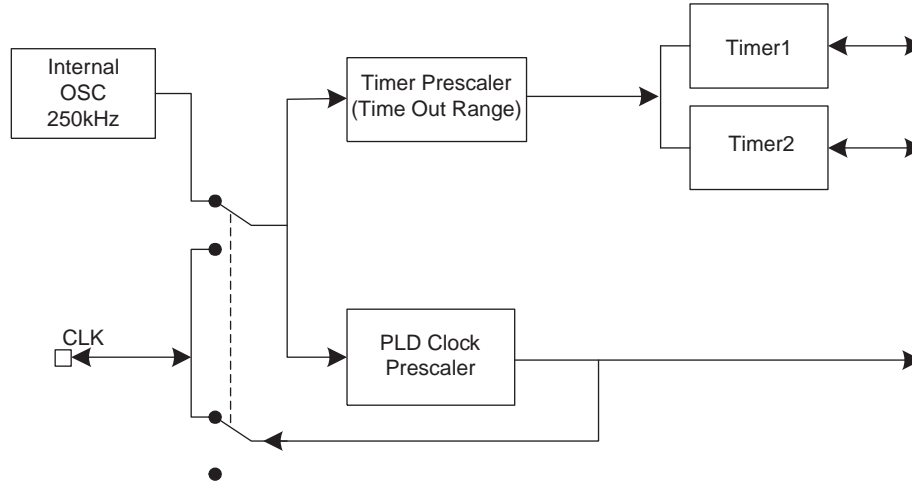 Internal
OSC
250kHz
Timer Prescaler
(Time Out Range)
Timer1
Timer2
CLK
PLD Clock
Prescaler